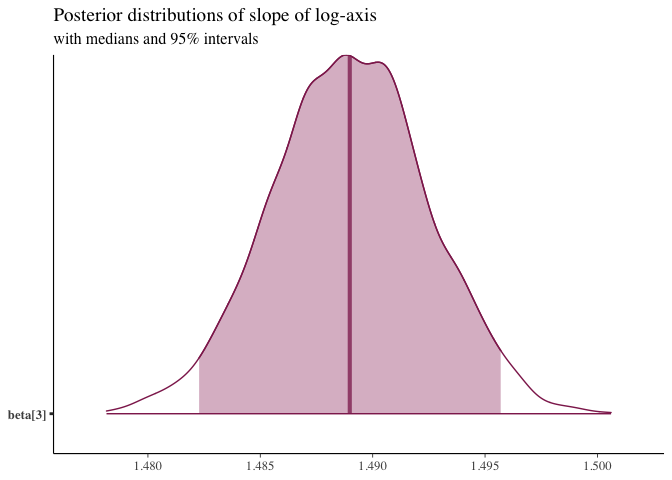 Posterior distributions of slope of log-axis
with medians and 95% intervals
beta[3]
1.480 1.485 1.490 1.495 1.500